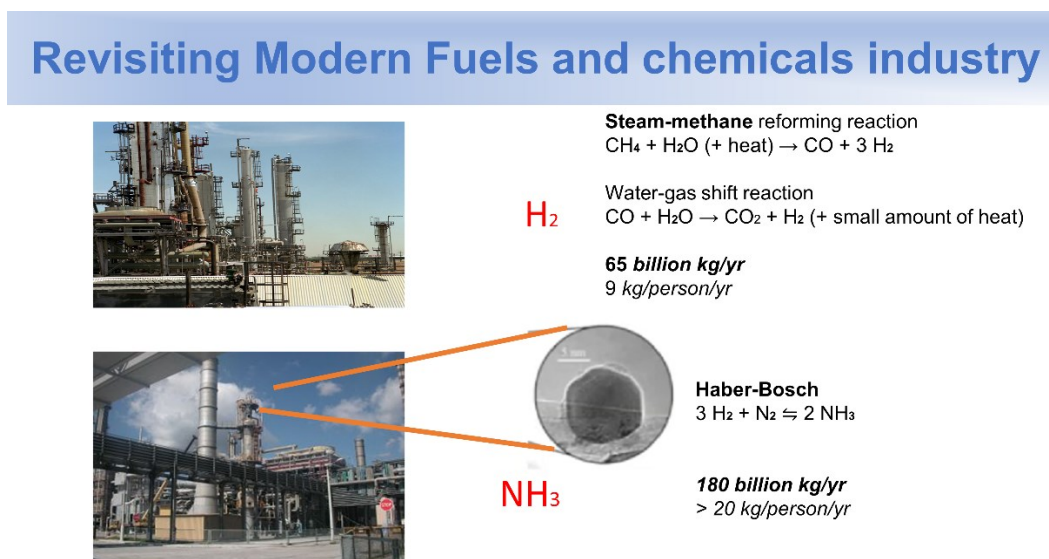 Revisiting Modern Fuels and chemicals industry
Steam-methane reforming reaction
CH₄ + H₂O (+ heat) → CO + 3 H₂
Water-gas shift reaction
CO + H₂O → CO₂ + H₂ (+ small amount of heat)
H₂
65 billion kg/yr
9 kg/person/yr
5 nm
Haber-Bosch
3 H₂ + N₂ ⇋ 2 NH₃
NH₃
180 billion kg/yr
> 20 kg/person/yr
STOP